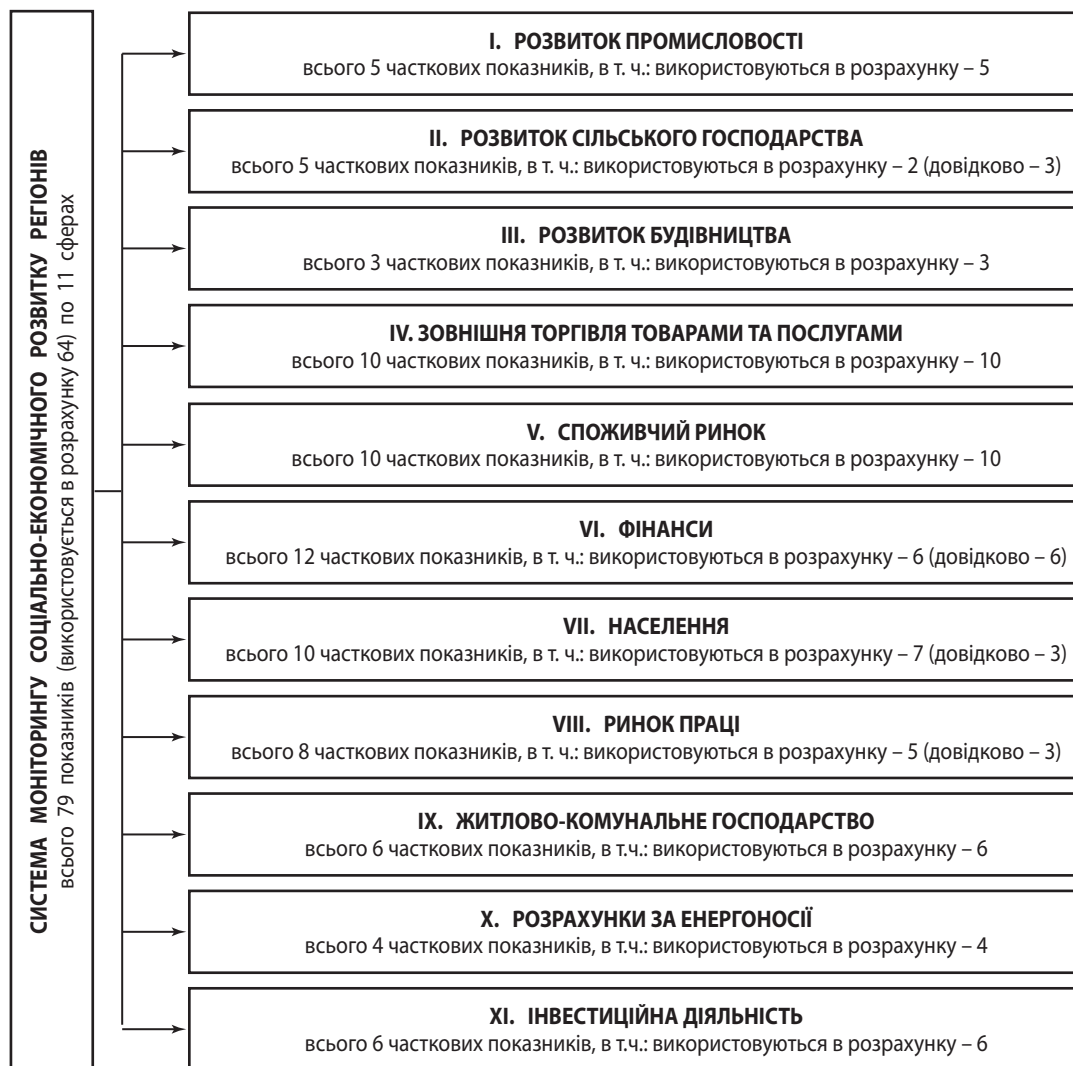 СИСТЕМА МОНІТОРИНГУ СОЦІАЛЬНО-ЕКОНОМІЧНОГО РОЗВИТКУ РЕГІОНІВ
всього 79 показників (використовується в розрахунку 64) по 11 сферах
I. РОЗВИТОК ПРОМИСЛОВОСТІ
всього 5 часткових показників, в т. ч.: використовуються в розрахунку – 5
II. РОЗВИТОК СІЛЬСЬКОГО ГОСПОДАРСТВА
всього 5 часткових показників, в т. ч.: використовуються в розрахунку – 2 (довідково – 3)
III. РОЗВИТОК БУДІВНИЦТВА
всього 3 часткових показників, в т. ч.: використовуються в розрахунку – 3
IV. ЗОВНІШНЯ ТОРГІВЛЯ ТОВАРАМИ ТА ПОСЛУГАМИ
всього 10 часткових показників, в т. ч.: використовуються в розрахунку – 10
V. СПОЖИВЧИЙ РИНОК
всього 10 часткових показників, в т. ч.: використовуються в розрахунку – 10
VI. ФІНАНСИ
всього 12 часткових показників, в т. ч.: використовуються в розрахунку – 6 (довідково – 6)
VII. НАСЕЛЕННЯ
всього 10 часткових показників, в т. ч.: використовуються в розрахунку – 7 (довідково – 3)
VIII. РИНОК ПРАЦІ
всього 8 часткових показників, в т. ч.: використовуються в розрахунку – 5 (довідково – 3)
IX. ЖИТЛОВО-КОМУНАЛЬНЕ ГОСПОДАРСТВО
всього 6 часткових показників, в т.ч.: використовуються в розрахунку – 6
X. РОЗРАХУНКИ ЗА ЕНЕРГОНОСІЇ
всього 4 часткових показників, в т.ч.: використовуються в розрахунку – 4
XI. ІНВЕСТИЦІЙНА ДІЯЛЬНІСТЬ
всього 6 часткових показників, в т.ч.: використовуються в розрахунку – 6